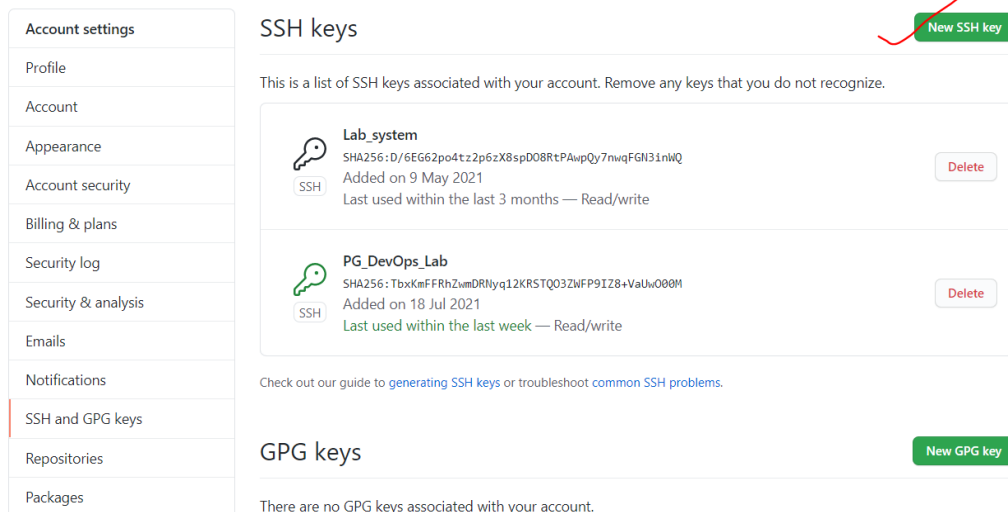 Account settings
Profile
Account
Appearance
Account security
Billing & plans
Security log
Security & analysis
Emails
Notifications
SSH and GPG keys
Repositories
Packages
SSH keys
New SSH key
This is a list of SSH keys associated with your account. Remove any keys that you do not recognize.
Lab_system
SHA256:D/6EG62po4tz2p6zX8spDO8RtPAwpQy7nwqFGN3inWQ
Added on 9 May 2021
Last used within the last 3 months — Read/write
SSH
Delete
PG_DevOps_Lab
SHA256:TbxKmFFRhZwmDRNyq12KRSTQO3ZWFP9IZ8+VaUwO00M
Added on 18 Jul 2021
Last used within the last week — Read/write
SSH
Delete
Check out our guide to generating SSH keys or troubleshoot common SSH problems.
GPG keys
New GPG key
There are no GPG keys associated with your account.